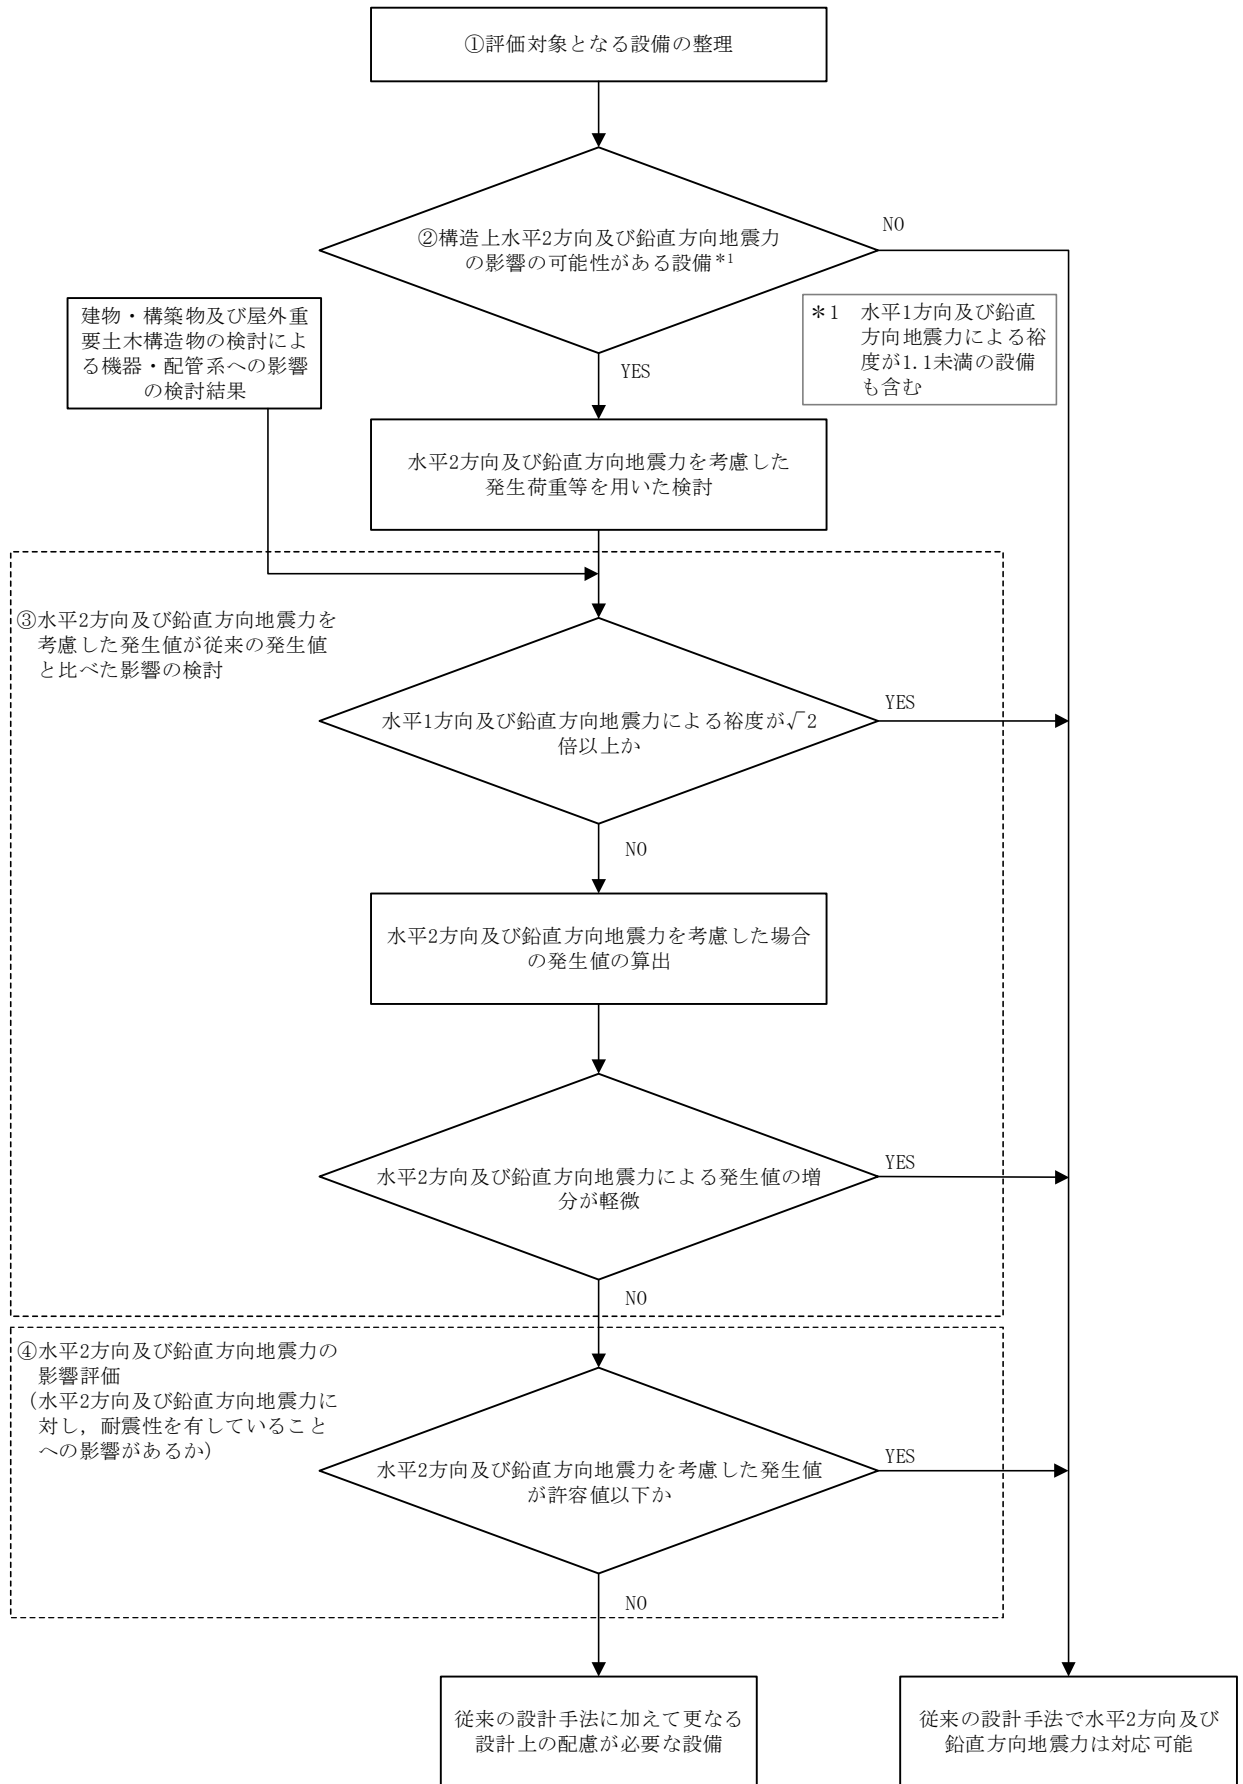 ①評価対象となる設備の整理
②構造上水平2方向及び鉛直方向地震力
の影響の可能性がある設備*1
NO
建物・構築物及び屋外重
要土木構造物の検討によ
る機器・配管系への影響
の検討結果
*1 水平1方向及び鉛直
方向地震力による裕
度が1.1未満の設備
も含む
YES
水平2方向及び鉛直方向地震力を考慮した
発生荷重等を用いた検討
③水平2方向及び鉛直方向地震力を
考慮した発生値が従来の発生値
と比べた影響の検討
水平1方向及び鉛直方向地震力による裕度が√2
倍以上か
YES
NO
水平2方向及び鉛直方向地震力を考慮した場合
の発生値の算出
水平2方向及び鉛直方向地震力による発生値の増
分が軽微
YES
NO
④水平2方向及び鉛直方向地震力の
影響評価
(水平2方向及び鉛直方向地震力に
対し,耐震性を有していること
への影響があるか)
水平2方向及び鉛直方向地震力を考慮した発生値
が許容値以下か
YES
NO
従来の設計手法に加えて更なる
設計上の配慮が必要な設備
従来の設計手法で水平2方向及び
鉛直方向地震力は対応可能